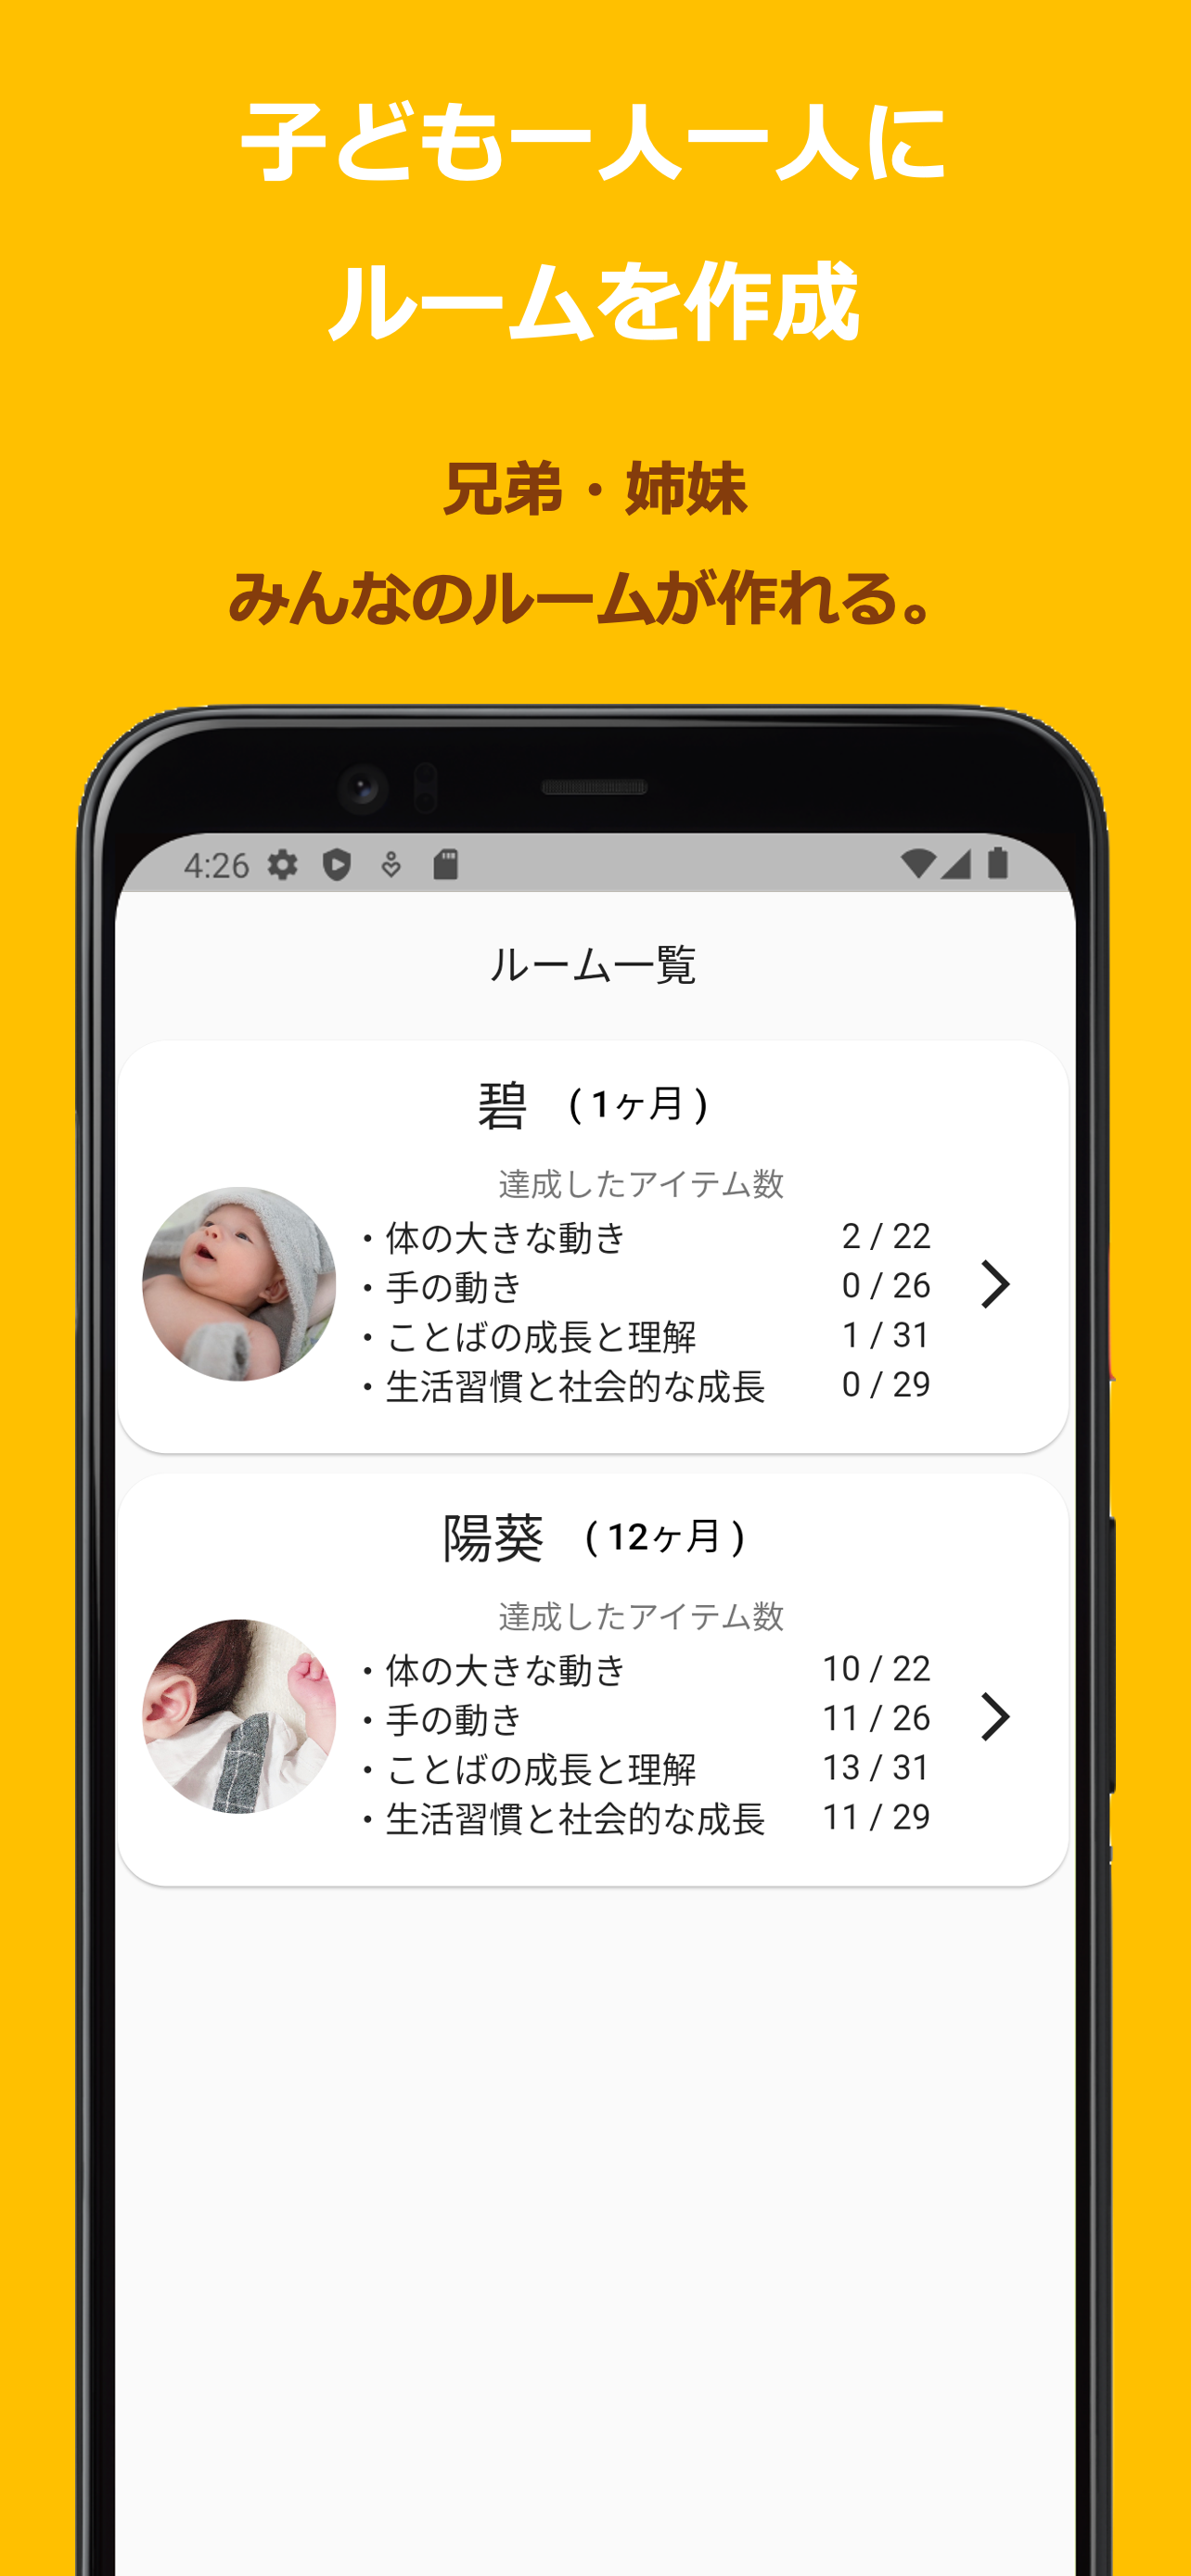 子ども一人一人に
ルームを作成
兄弟・姉妹
みんなのルームが作れる。
4:26
ルーム一覧
碧 ( 1ヶ月 )
達成したアイテム数
・体の大きな動き 2 / 22
・手の動き 0 / 26
・ことばの成長と理解 1 / 31
・生活習慣と社会的な成長 0 / 29
陽葵 ( 12ヶ月 )
達成したアイテム数
・体の大きな動き 10 / 22
・手の動き 11 / 26
・ことばの成長と理解 13 / 31
・生活習慣と社会的な成長 11 / 29